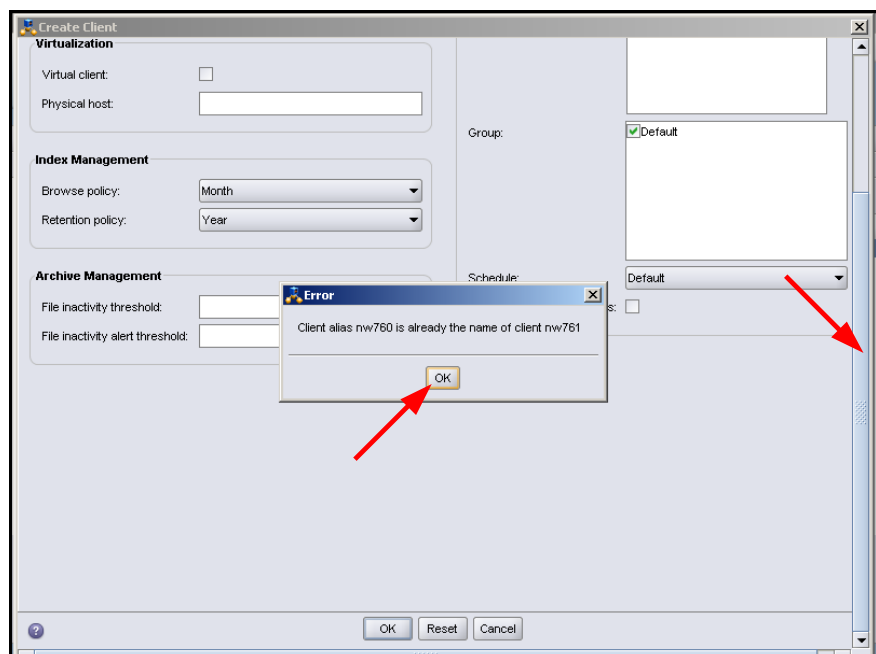 Create Client
Virtualization
Virtual client:
Physical host:
Index Management
Browse policy: Month
Retention policy: Year
Archive Management
File inactivity threshold:
File inactivity alert threshold:
Group: Default
Schedule: Default
s:
Error
Client alias nw760 is already the name of client nw761
OK
? OK Reset Cancel